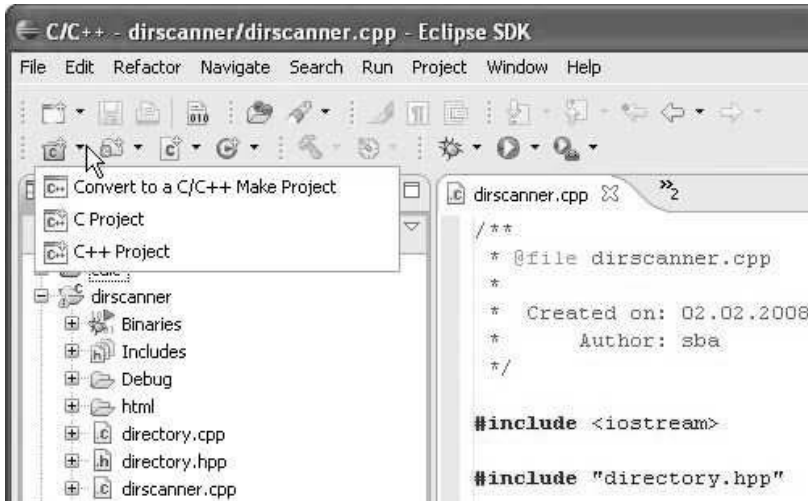 C/C++ - dirscanner/dirscanner.cpp - Eclipse SDK
File Edit Refactor Navigate Search Run Project Window Help
010
Convert to a C/C++ Make Project
C Project
C++ Project
dirscanner
Binaries
Includes
Debug
html
directory.cpp
directory.hpp
dirscanner.cpp
dirscanner.cpp
»2
/**
* @file dirscanner.cpp
*
* Created on: 02.02.2008
* Author: sba
*/
#include <iostream>
#include "directory.hpp"